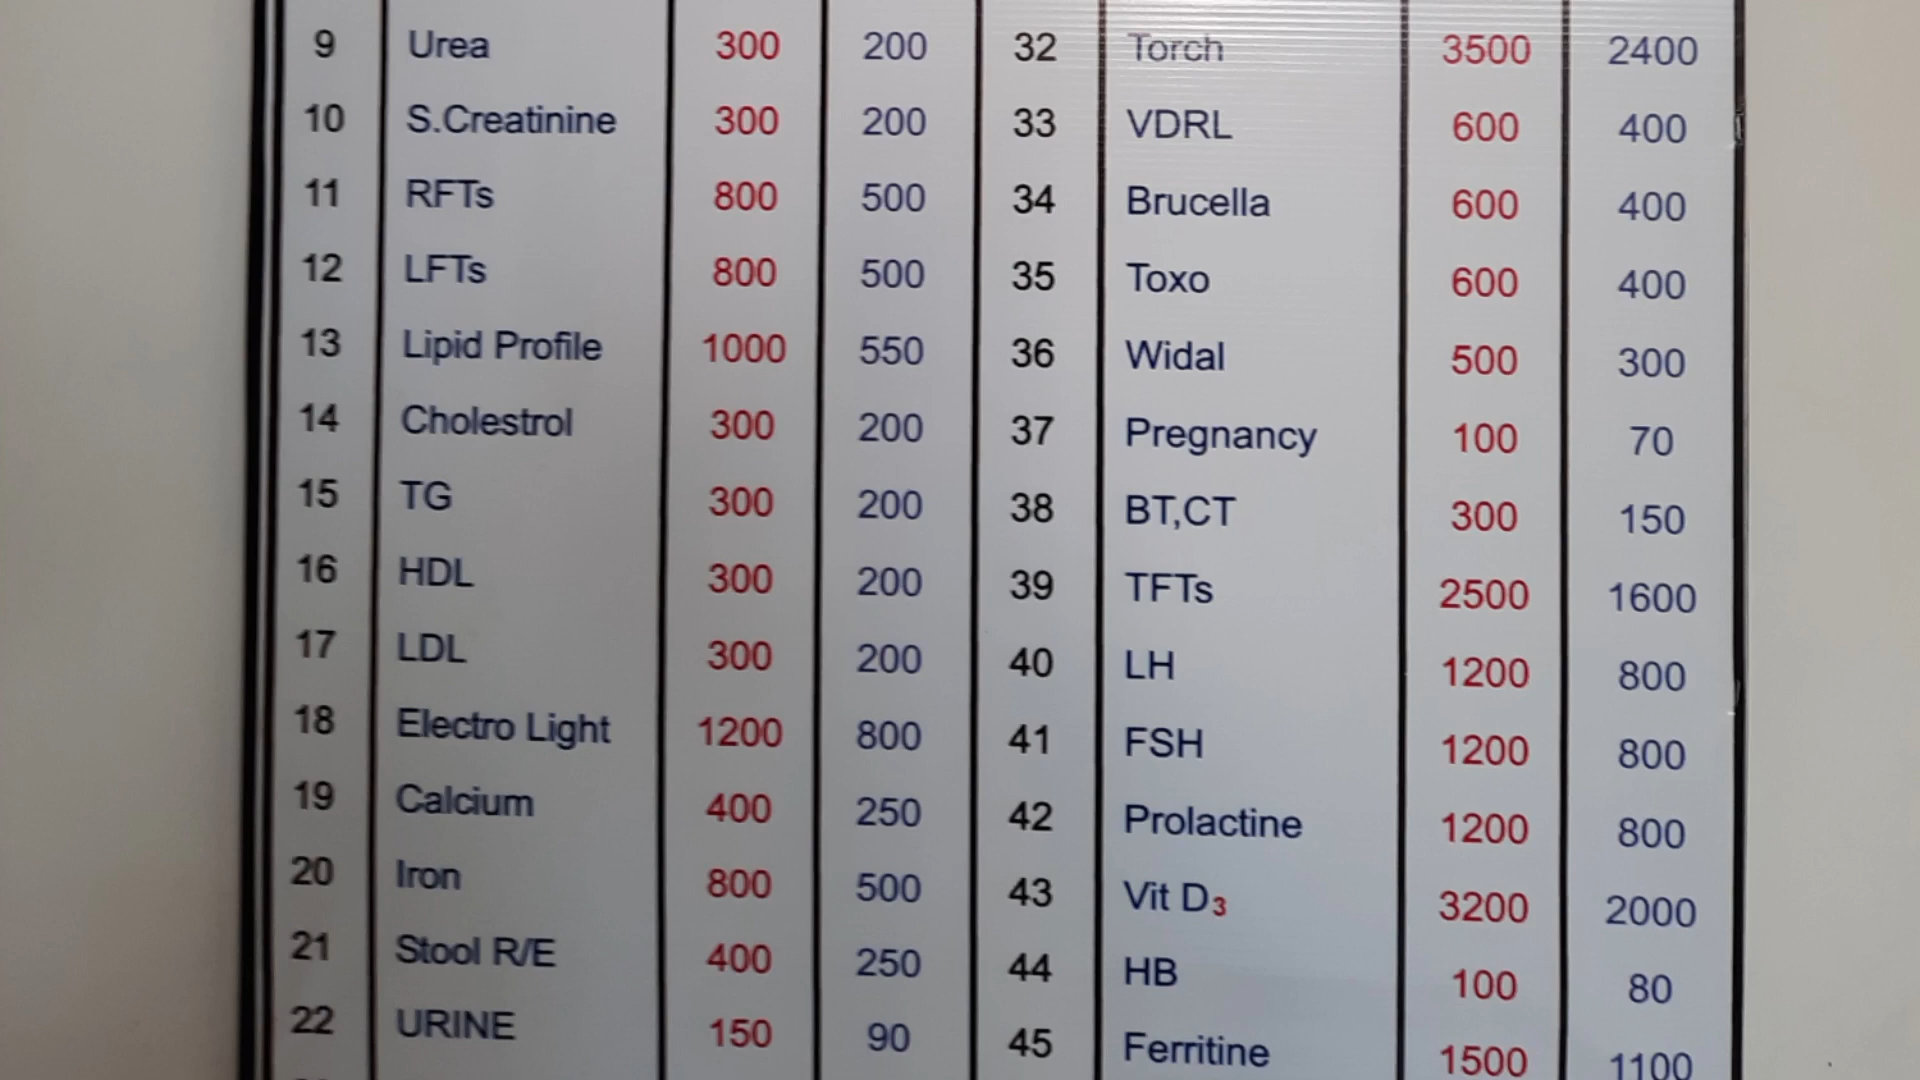 9 Urea 300 200 32 Torch 3500 2400
10 S.Creatinine 300 200 33 VDRL 600 400
11 RFTs 800 500 34 Brucella 600 400
12 LFTs 800 500 35 Toxo 600 400
13 Lipid Profile 1000 550 36 Widal 500 300
14 Cholestrol 300 200 37 Pregnancy 100 70
15 TG 300 200 38 BT,CT 300 150
16 HDL 300 200 39 TFTs 2500 1600
17 LDL 300 200 40 LH 1200 800
18 Electro Light 1200 800 41 FSH 1200 800
19 Calcium 400 250 42 Prolactine 1200 800
20 Iron 800 500 43 Vit D₃ 3200 2000
21 Stool R/E 400 250 44 HB 100 80
22 URINE 150 90 45 Ferritine 1500 1100